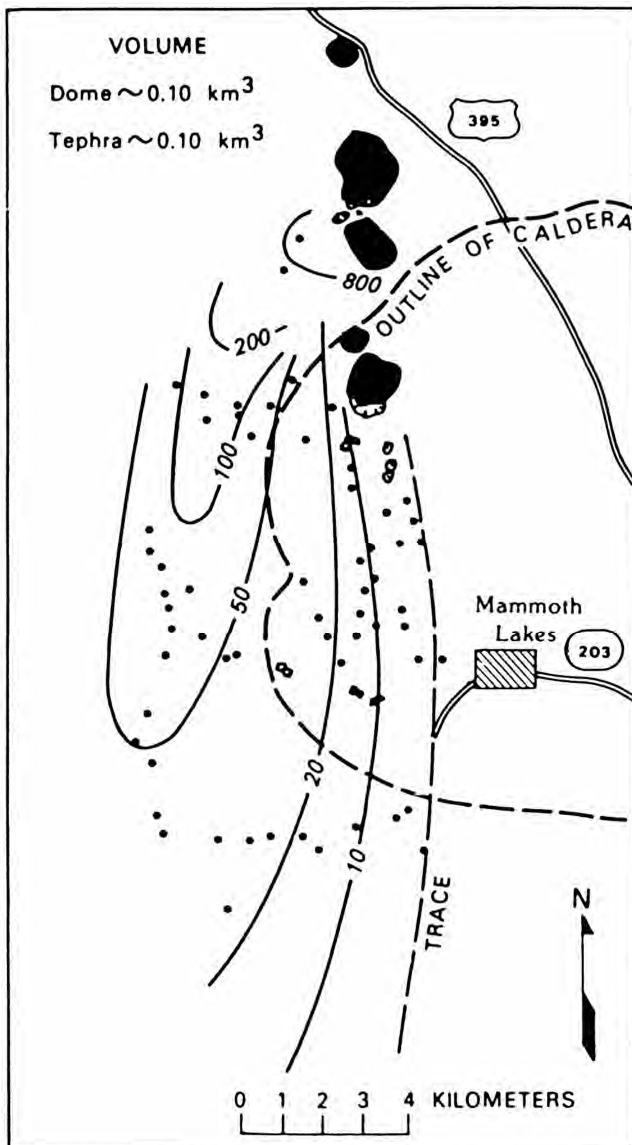 VOLUME
Dome ~ 0.10 km³
Tephra ~ 0.10 km³
395
OUTLINE OF CALDERA
800
200
100
50
Mammoth
Lakes
203
20
10
TRACE
N
0 1 2 3 4 KILOMETERS